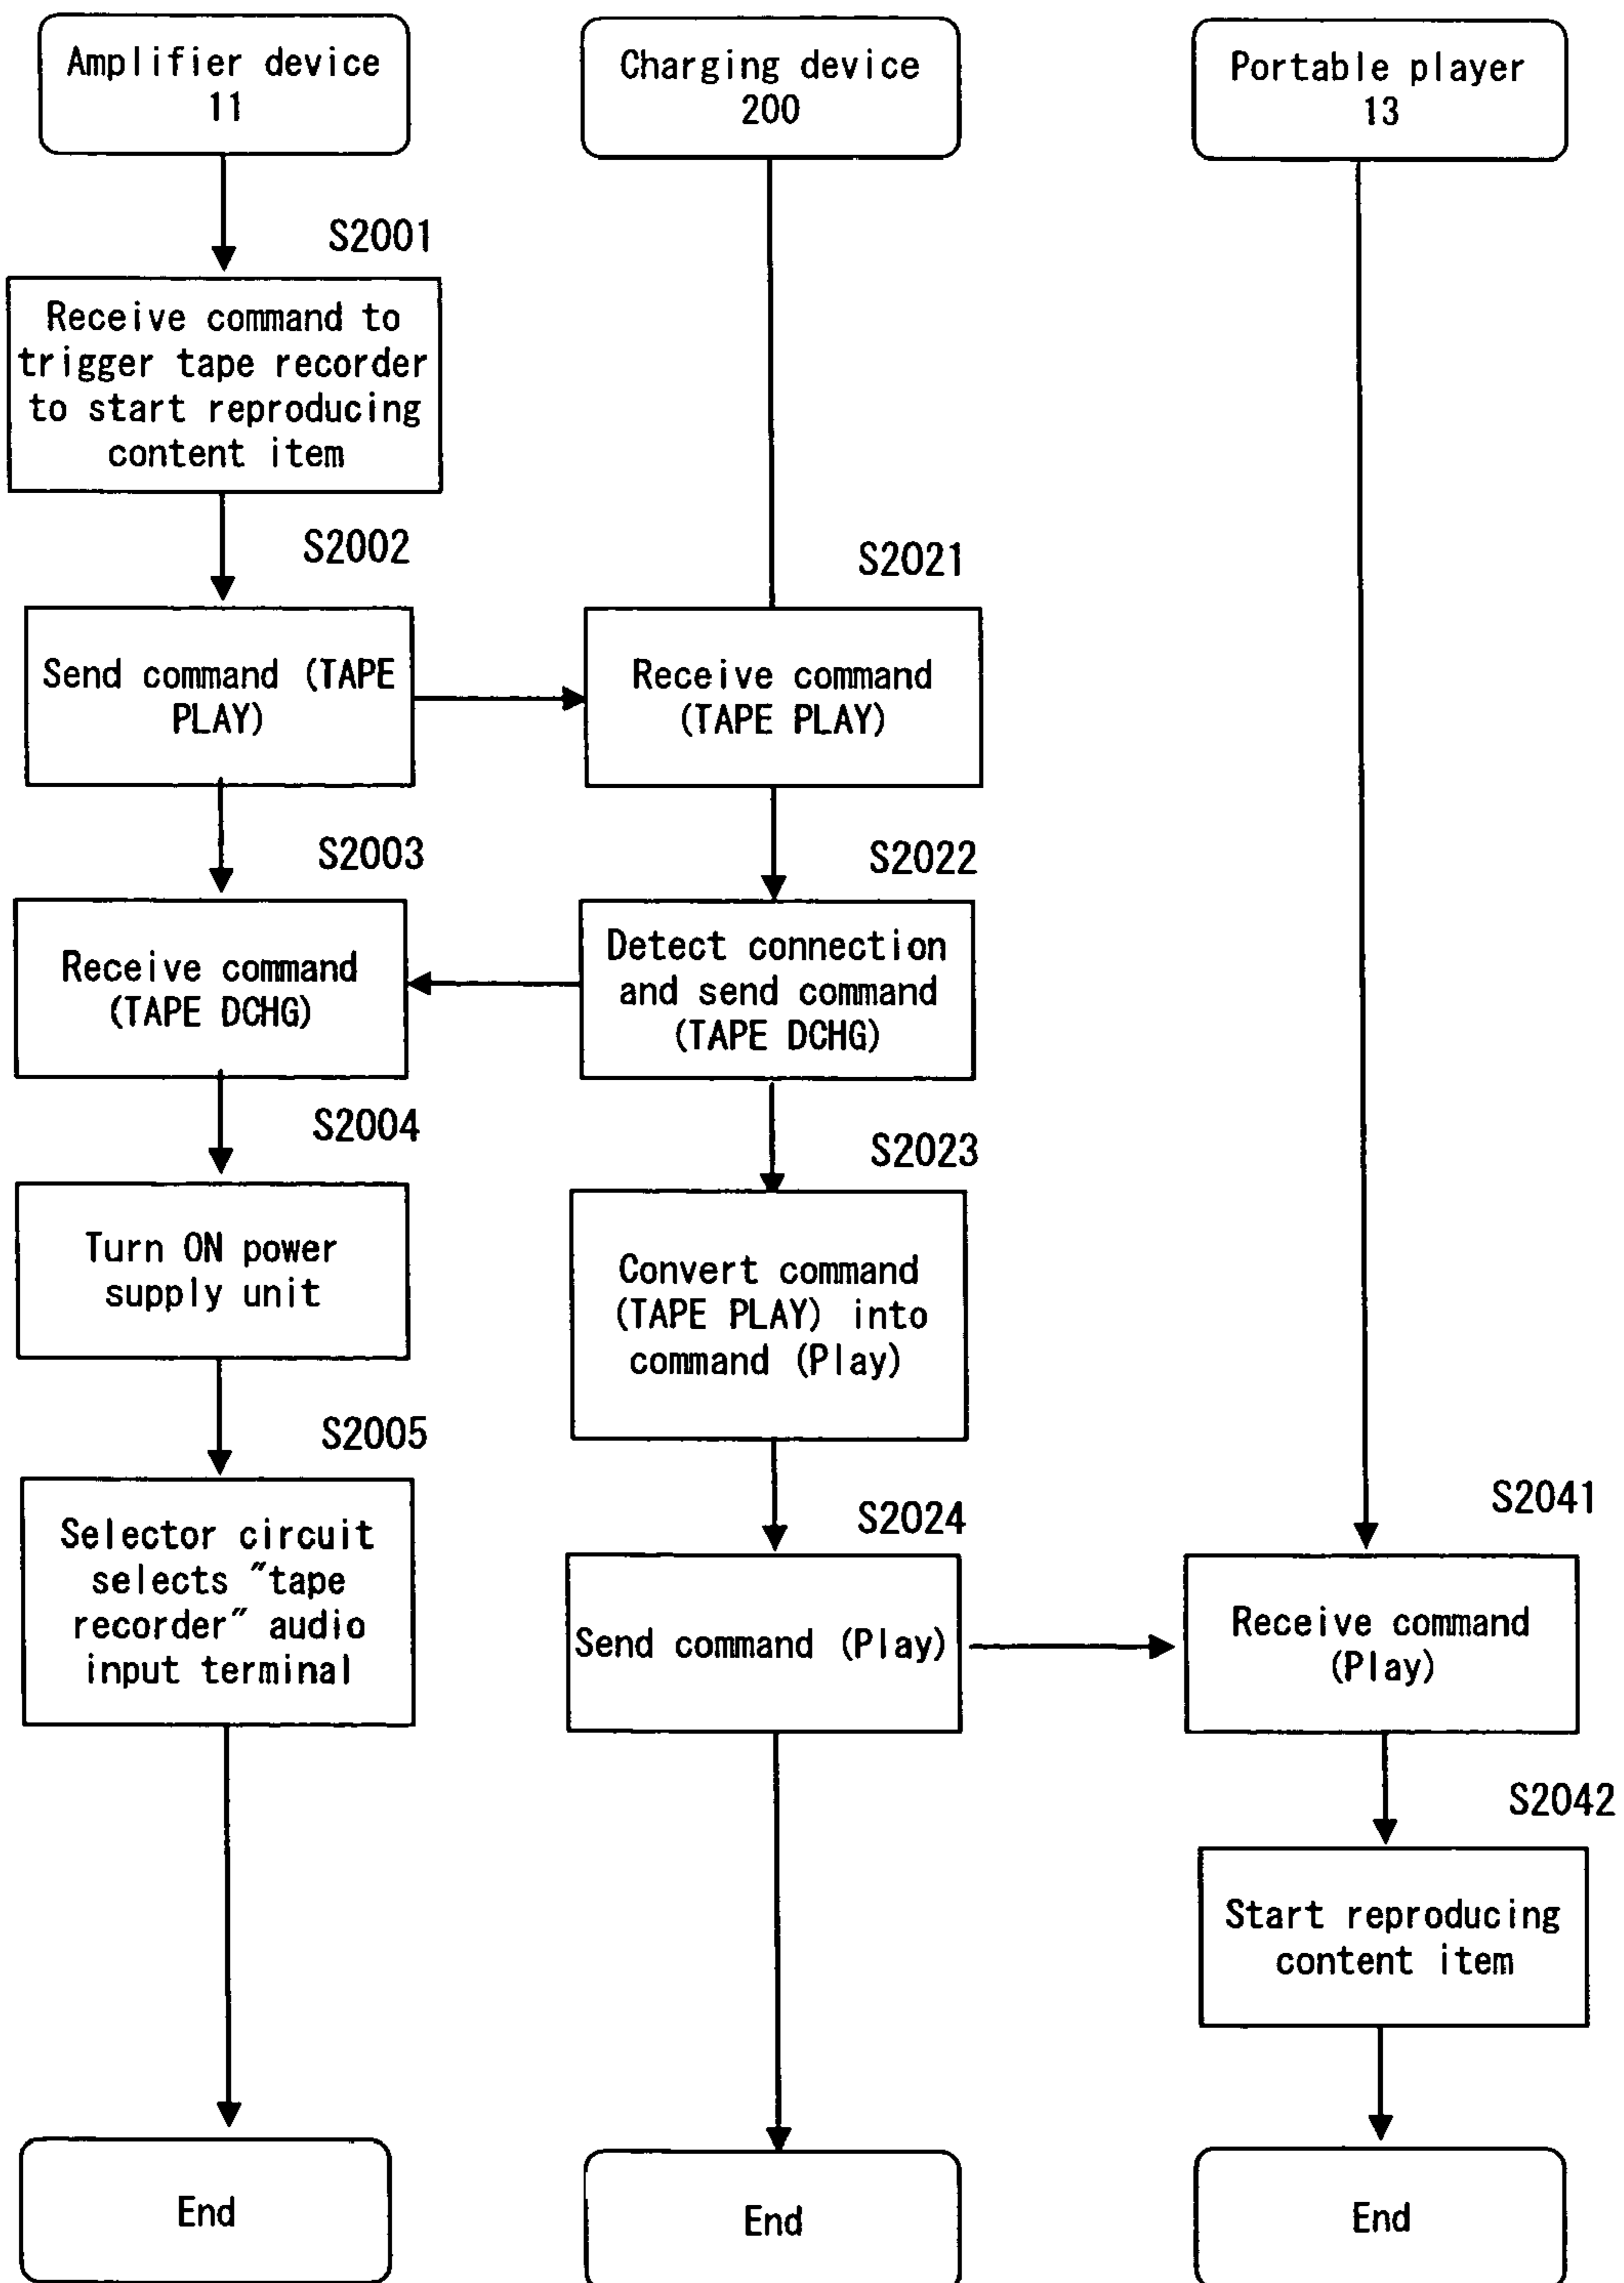 Amplifier device
11
S2001
Receive command to
trigger tape recorder
to start reproducing
content item
S2002
Send command (TAPE
PLAY)
S2003
Receive command
(TAPE DCHG)
S2004
Turn ON power
supply unit
S2005
Selector circuit
selects "tape
recorder" audio
input terminal
End
Charging device
200
S2021
Receive command
(TAPE PLAY)
S2022
Detect connection
and send command
(TAPE DCHG)
S2023
Convert command
(TAPE PLAY) into
command (Play)
S2024
Send command (Play)
End
Portable player
13
S2041
Receive command
(Play)
S2042
Start reproducing
content item
End